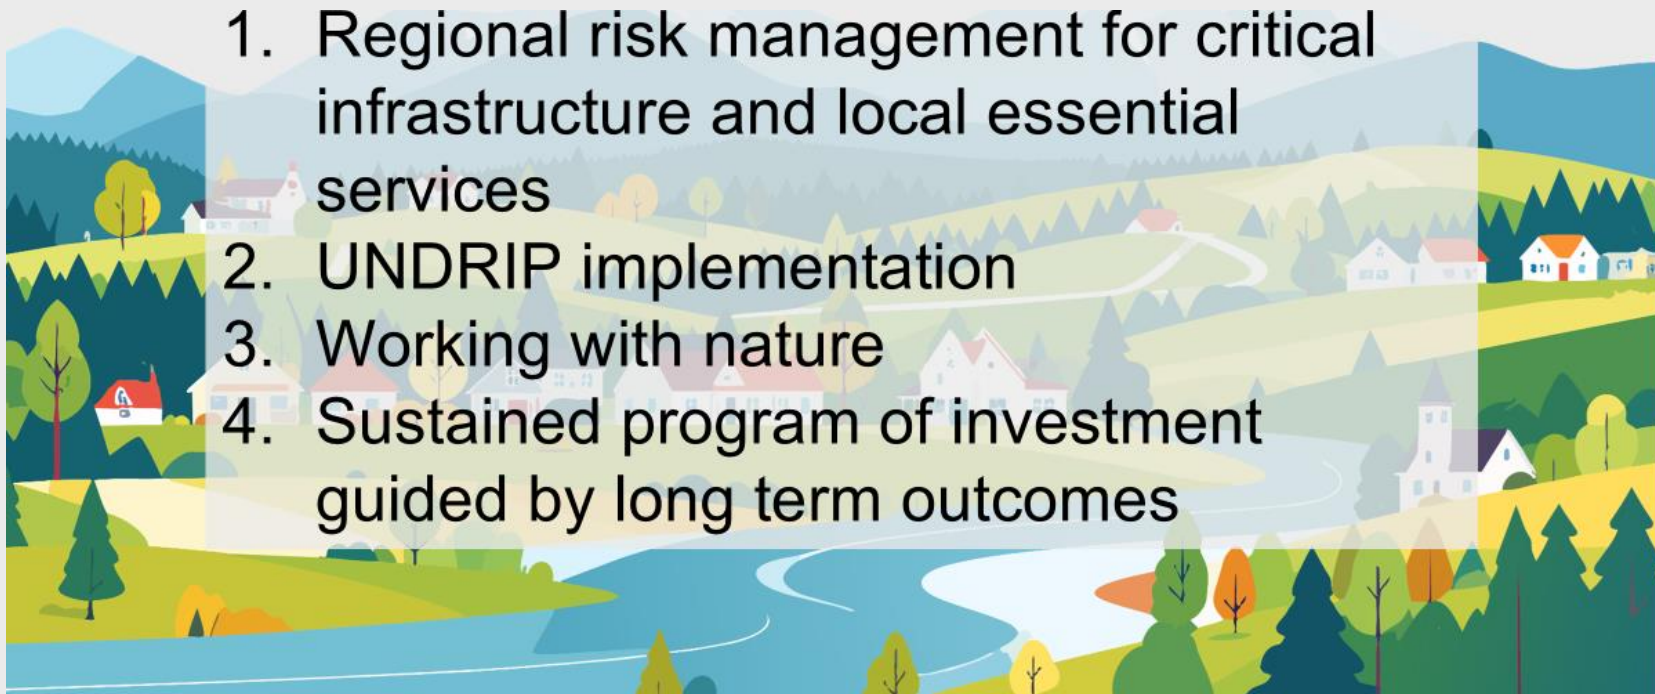 1. Regional risk management for critical
infrastructure and local essential
services
2. UNDRIP implementation
3. Working with nature
4. Sustained program of investment
guided by long term outcomes